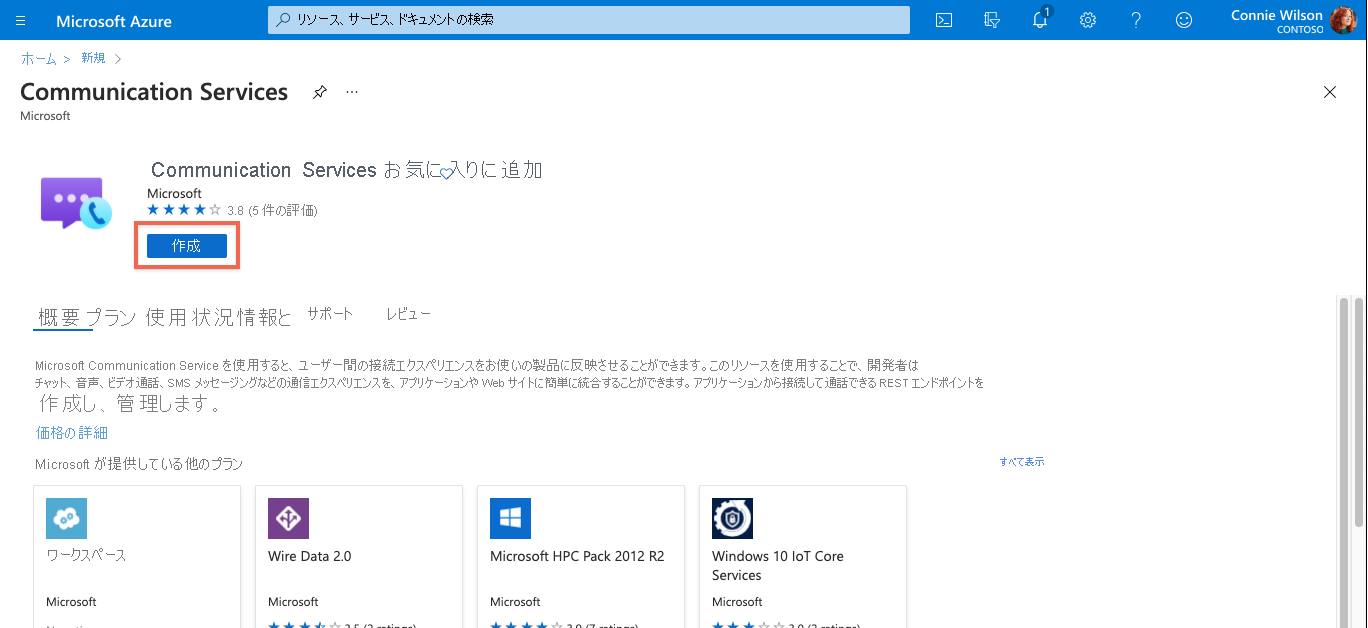 Microsoft Azure
リソース、サービス、ドキュメントの検索
1
Connie Wilson
CONTOSO
ホーム > 新規 >
Communication Services
...
Microsoft
Communication Services お気に入りに追加
Microsoft
3.8 (5 件の評価)
作成
概要 プラン 使用状況情報と サポート レビュー
Microsoft Communication Service を使用すると、ユーザー間の接続エクスペリエンスをお使いの製品に反映させることができます。このリソースを使用することで、開発者は
チャット、音声、ビデオ通話、SMS メッセージングなどの通信エクスペリエンスを、アプリケーションや Web サイトに簡単に統合することができます。アプリケーションから接続して通話できる REST エンドポイントを
作成し、管理します。
価格の詳細
Microsoft が提供している他のプラン
すべて表示
ワークスペース
Microsoft
Wire Data 2.0
Microsoft
3.5 (2 ratings)
Microsoft HPC Pack 2012 R2
Microsoft
3.9 (7 ratings)
Windows 10 IoT Core
Services
Microsoft